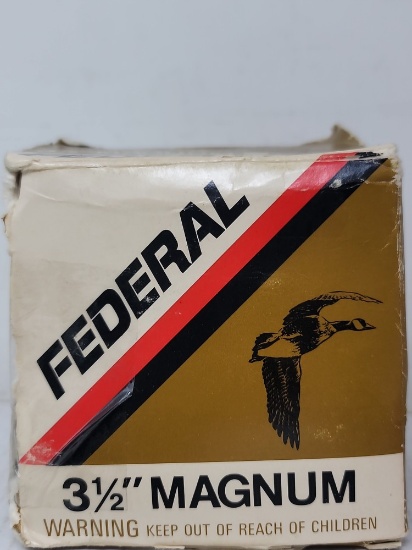 FEDERAL
3½" MAGNUM
WARNING KEEP OUT OF REACH OF CHILDREN